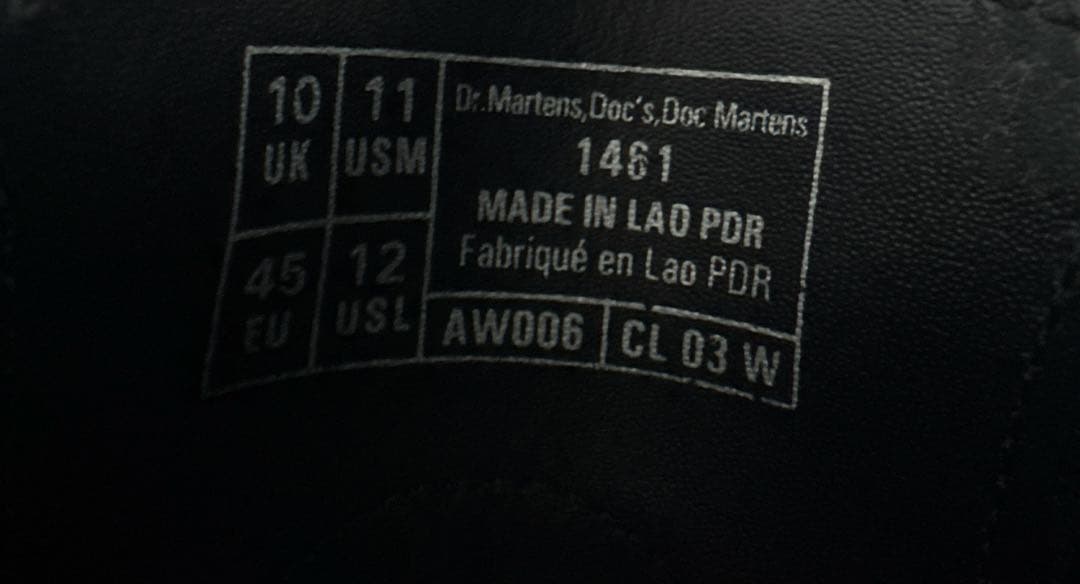 10 UK
11 USM
45 EU
12 USL
Dr.Martens,Doc's,Doc Martens
1461
MADE IN LAO PDR
Fabriqué en Lao PDR
AW006
CL 03 W